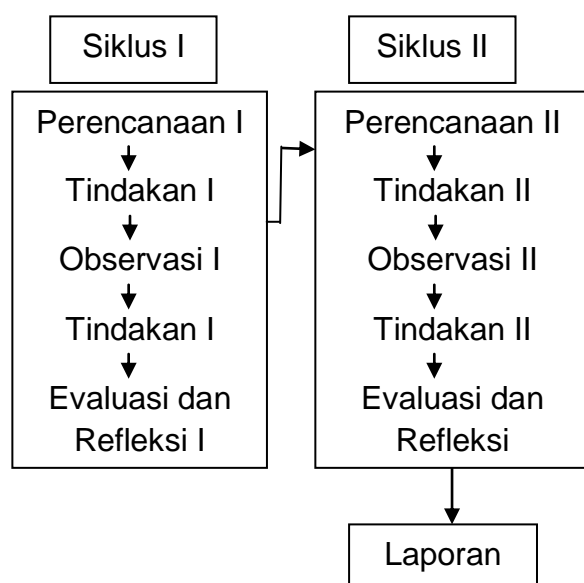 Siklus I
Perencanaan I
Tindakan I
Observasi I
Tindakan I
Evaluasi dan
Refleksi I
Siklus II
Perencanaan II
Tindakan II
Observasi II
Tindakan II
Evaluasi dan
Refleksi
Laporan